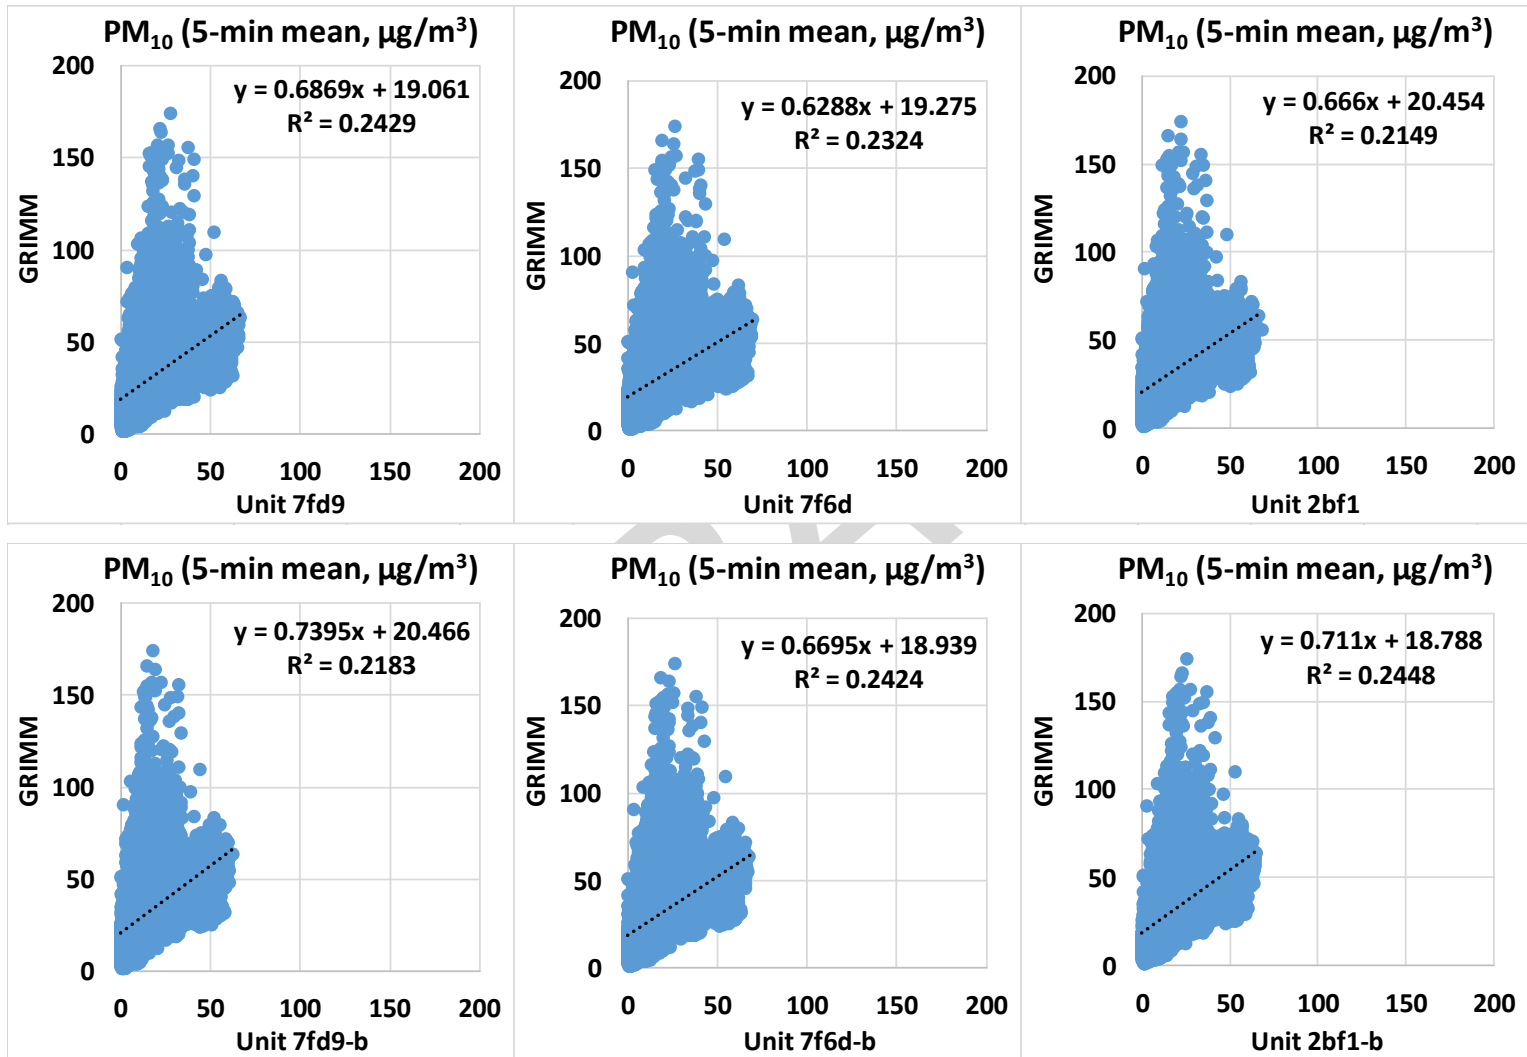 PM₁₀ (5-min mean, µg/m³)
y = 0.6869x + 19.061
R² = 0.2429
200
150
100
50
0
GRIMM
0 50 100 150 200
Unit 7fd9
PM₁₀ (5-min mean, µg/m³)
y = 0.6288x + 19.275
R² = 0.2324
200
150
100
50
0
GRIMM
0 50 100 150 200
Unit 7f6d
PM₁₀ (5-min mean, µg/m³)
y = 0.666x + 20.454
R² = 0.2149
200
150
100
50
0
GRIMM
0 50 100 150 200
Unit 2bf1
PM₁₀ (5-min mean, µg/m³)
y = 0.7395x + 20.466
R² = 0.2183
200
150
100
50
0
GRIMM
0 50 100 150 200
Unit 7fd9-b
PM₁₀ (5-min mean, µg/m³)
y = 0.6695x + 18.939
R² = 0.2424
200
150
100
50
0
GRIMM
0 50 100 150 200
Unit 7f6d-b
PM₁₀ (5-min mean, µg/m³)
y = 0.711x + 18.788
R² = 0.2448
200
150
100
50
0
GRIMM
0 50 100 150 200
Unit 2bf1-b